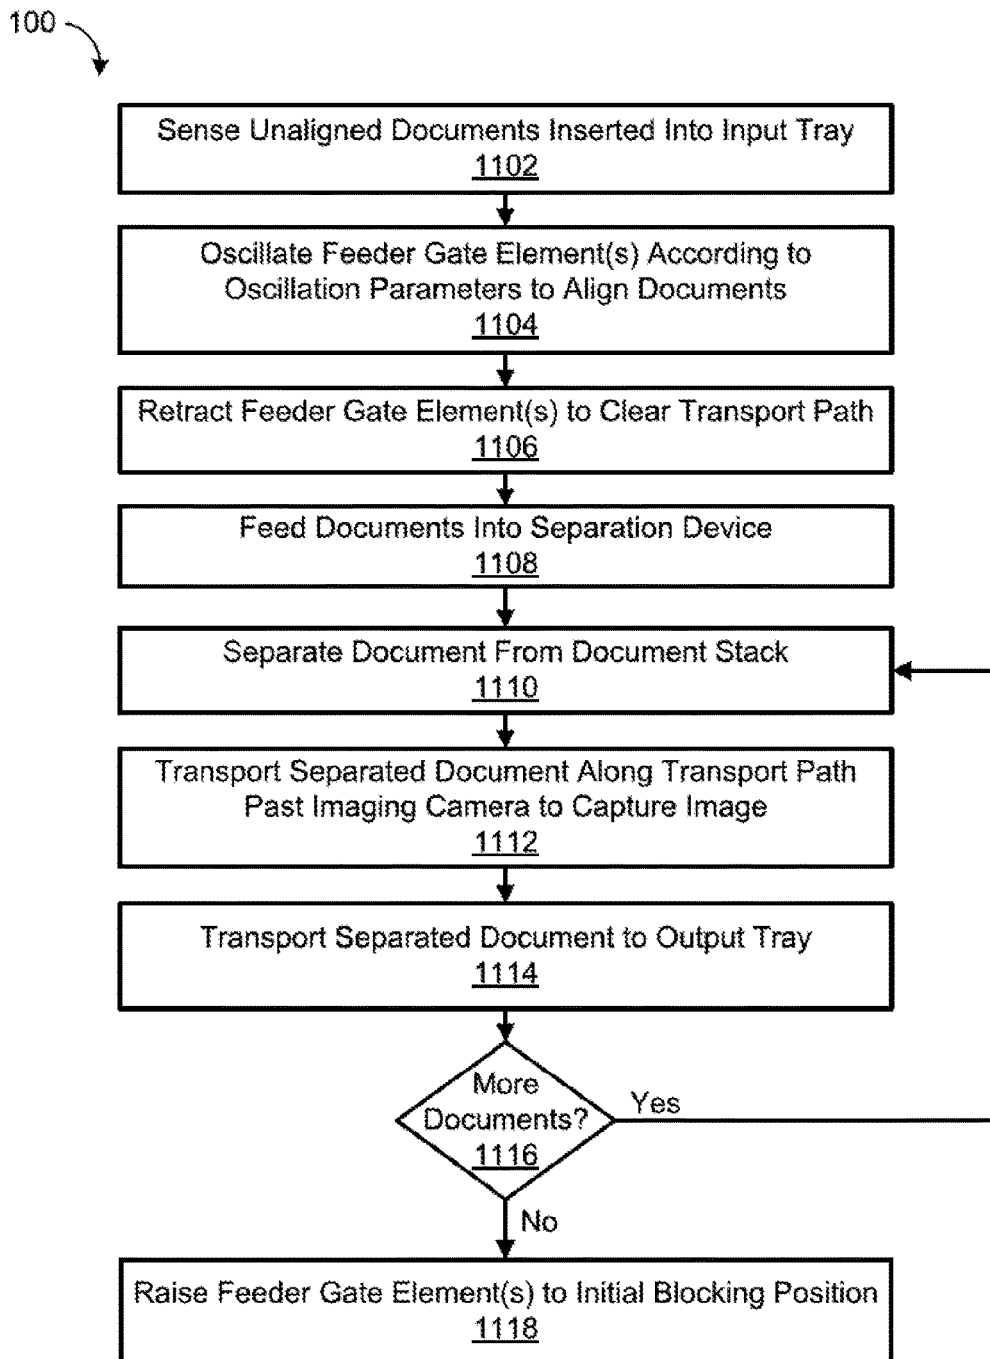 100
Sense Unaligned Documents Inserted Into Input Tray
1102
Oscillate Feeder Gate Element(s) According to
Oscillation Parameters to Align Documents
1104
Retract Feeder Gate Element(s) to Clear Transport Path
1106
Feed Documents Into Separation Device
1108
Separate Document From Document Stack
1110
Transport Separated Document Along Transport Path
Past Imaging Camera to Capture Image
1112
Transport Separated Document to Output Tray
1114
More
Documents?
1116
Yes
No
Raise Feeder Gate Element(s) to Initial Blocking Position
1118